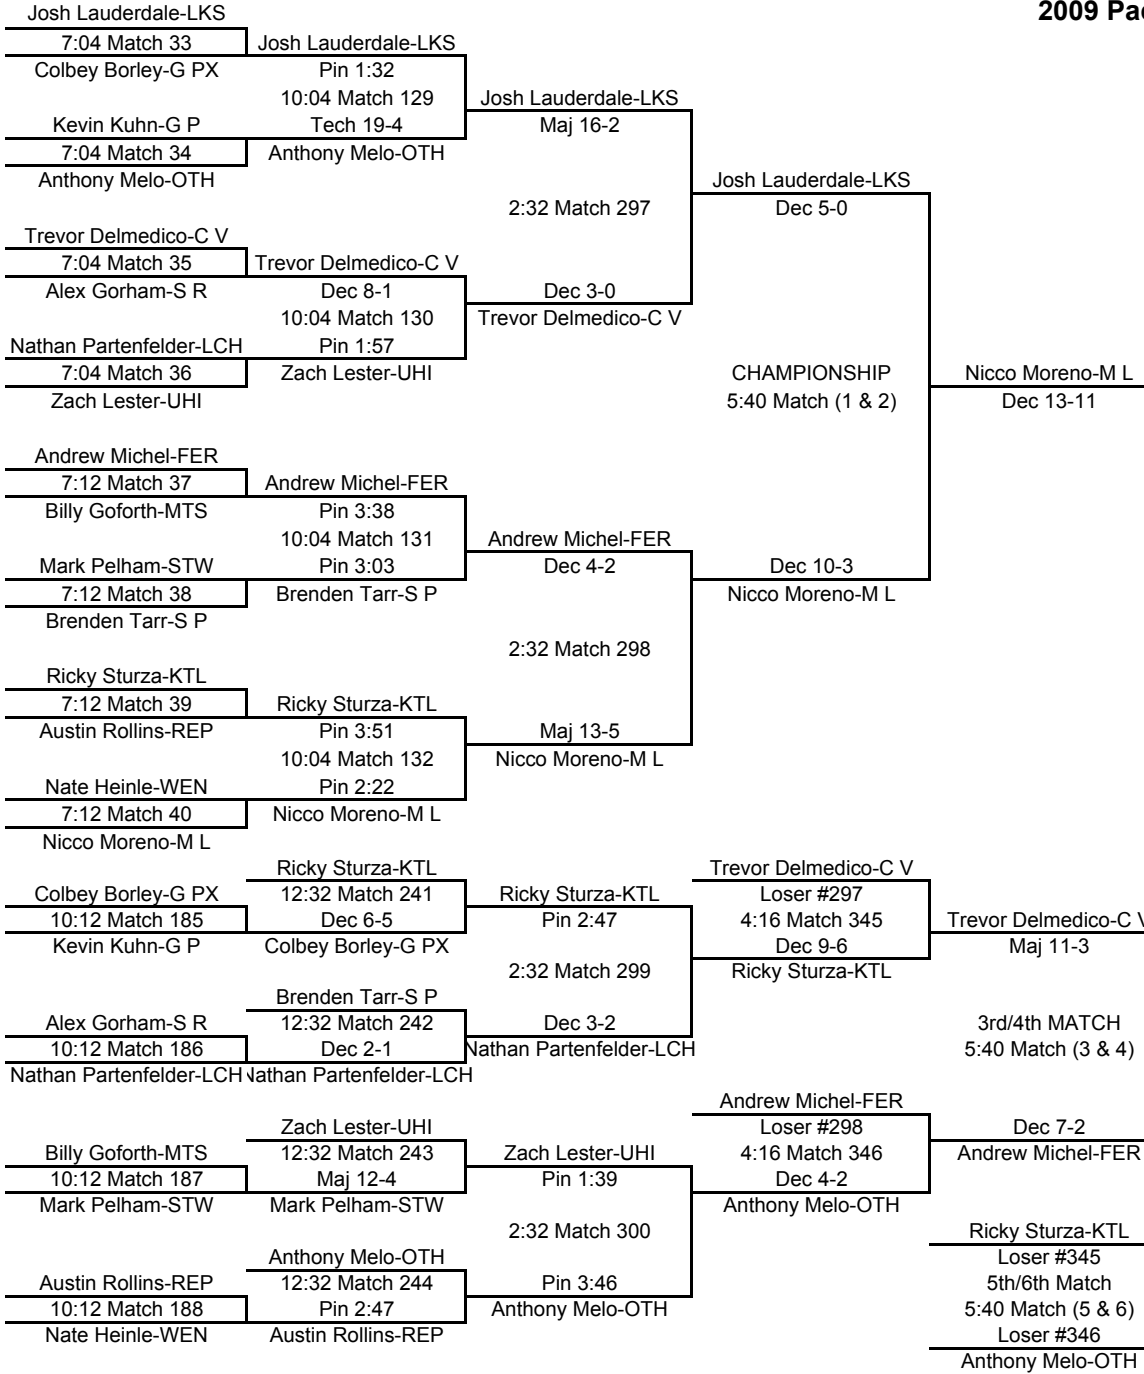 Josh Lauderdale-LKS
2009 Pac
7:04 Match 33 Josh Lauderdale-LKS
Colbey Borley-G PX Pin 1:32
10:04 Match 129 Josh Lauderdale-LKS
Kevin Kuhn-G P Tech 19-4 Maj 16-2
7:04 Match 34 Anthony Melo-OTH
Anthony Melo-OTH Josh Lauderdale-LKS
2:32 Match 297 Dec 5-0
Trevor Delmedico-C V
7:04 Match 35 Trevor Delmedico-C V
Alex Gorham-S R Dec 8-1 Dec 3-0
10:04 Match 130 Trevor Delmedico-C V
Nathan Partenfelder-LCH Pin 1:57
7:04 Match 36 Zach Lester-UHI CHAMPIONSHIP Nicco Moreno-M L
Zach Lester-UHI 5:40 Match (1 & 2) Dec 13-11
Andrew Michel-FER
7:12 Match 37 Andrew Michel-FER
Billy Goforth-MTS Pin 3:38
10:04 Match 131 Andrew Michel-FER
Mark Pelham-STW Pin 3:03 Dec 4-2 Dec 10-3
7:12 Match 38 Brenden Tarr-S P Nicco Moreno-M L
Brenden Tarr-S P
2:32 Match 298
Ricky Sturza-KTL
7:12 Match 39 Ricky Sturza-KTL
Austin Rollins-REP Pin 3:51 Maj 13-5
10:04 Match 132 Nicco Moreno-M L
Nate Heinle-WEN Pin 2:22
7:12 Match 40 Nicco Moreno-M L
Nicco Moreno-M L
Ricky Sturza-KTL Trevor Delmedico-C V
Colbey Borley-G PX 12:32 Match 241 Ricky Sturza-KTL Loser #297
10:12 Match 185 Dec 6-5 Pin 2:47 4:16 Match 345 Trevor Delmedico-C V
Kevin Kuhn-G P Colbey Borley-G PX Dec 9-6 Maj 11-3
2:32 Match 299 Ricky Sturza-KTL
Brenden Tarr-S P
Alex Gorham-S R 12:32 Match 242 Dec 3-2 3rd/4th MATCH
10:12 Match 186 Dec 2-1 Nathan Partenfelder-LCH 5:40 Match (3 & 4)
Nathan Partenfelder-LCH Nathan Partenfelder-LCH
Andrew Michel-FER
Zach Lester-UHI Loser #298 Dec 7-2
Billy Goforth-MTS 12:32 Match 243 Zach Lester-UHI 4:16 Match 346 Andrew Michel-FER
10:12 Match 187 Maj 12-4 Pin 1:39 Dec 4-2
Mark Pelham-STW Mark Pelham-STW Anthony Melo-OTH
2:32 Match 300 Ricky Sturza-KTL
Anthony Melo-OTH Loser #345
Austin Rollins-REP 12:32 Match 244 Pin 3:46 5th/6th Match
10:12 Match 188 Pin 2:47 Anthony Melo-OTH 5:40 Match (5 & 6)
Nate Heinle-WEN Austin Rollins-REP Loser #346
Anthony Melo-OTH